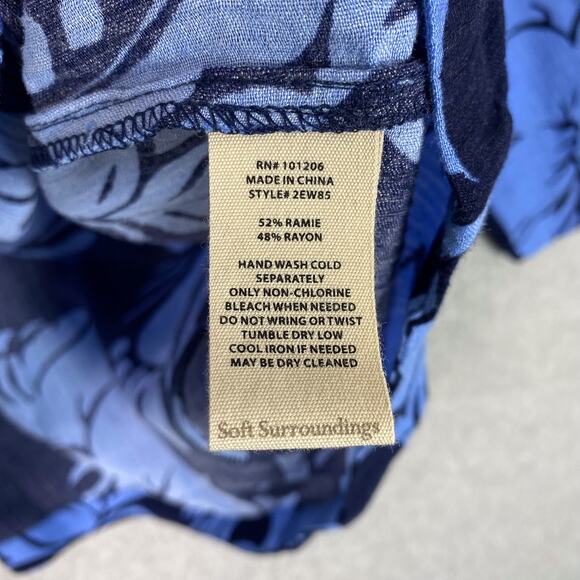 RN# 101206
MADE IN CHINA
STYLE# 2EW85
52% RAMIE
48% RAYON
HAND WASH COLD
SEPARATELY
ONLY NON-CHLORINE
BLEACH WHEN NEEDED
DO NOT WRING OR TWIST
TUMBLE DRY LOW
COOL IRON IF NEEDED
MAY BE DRY CLEANED
Soft Surroundings